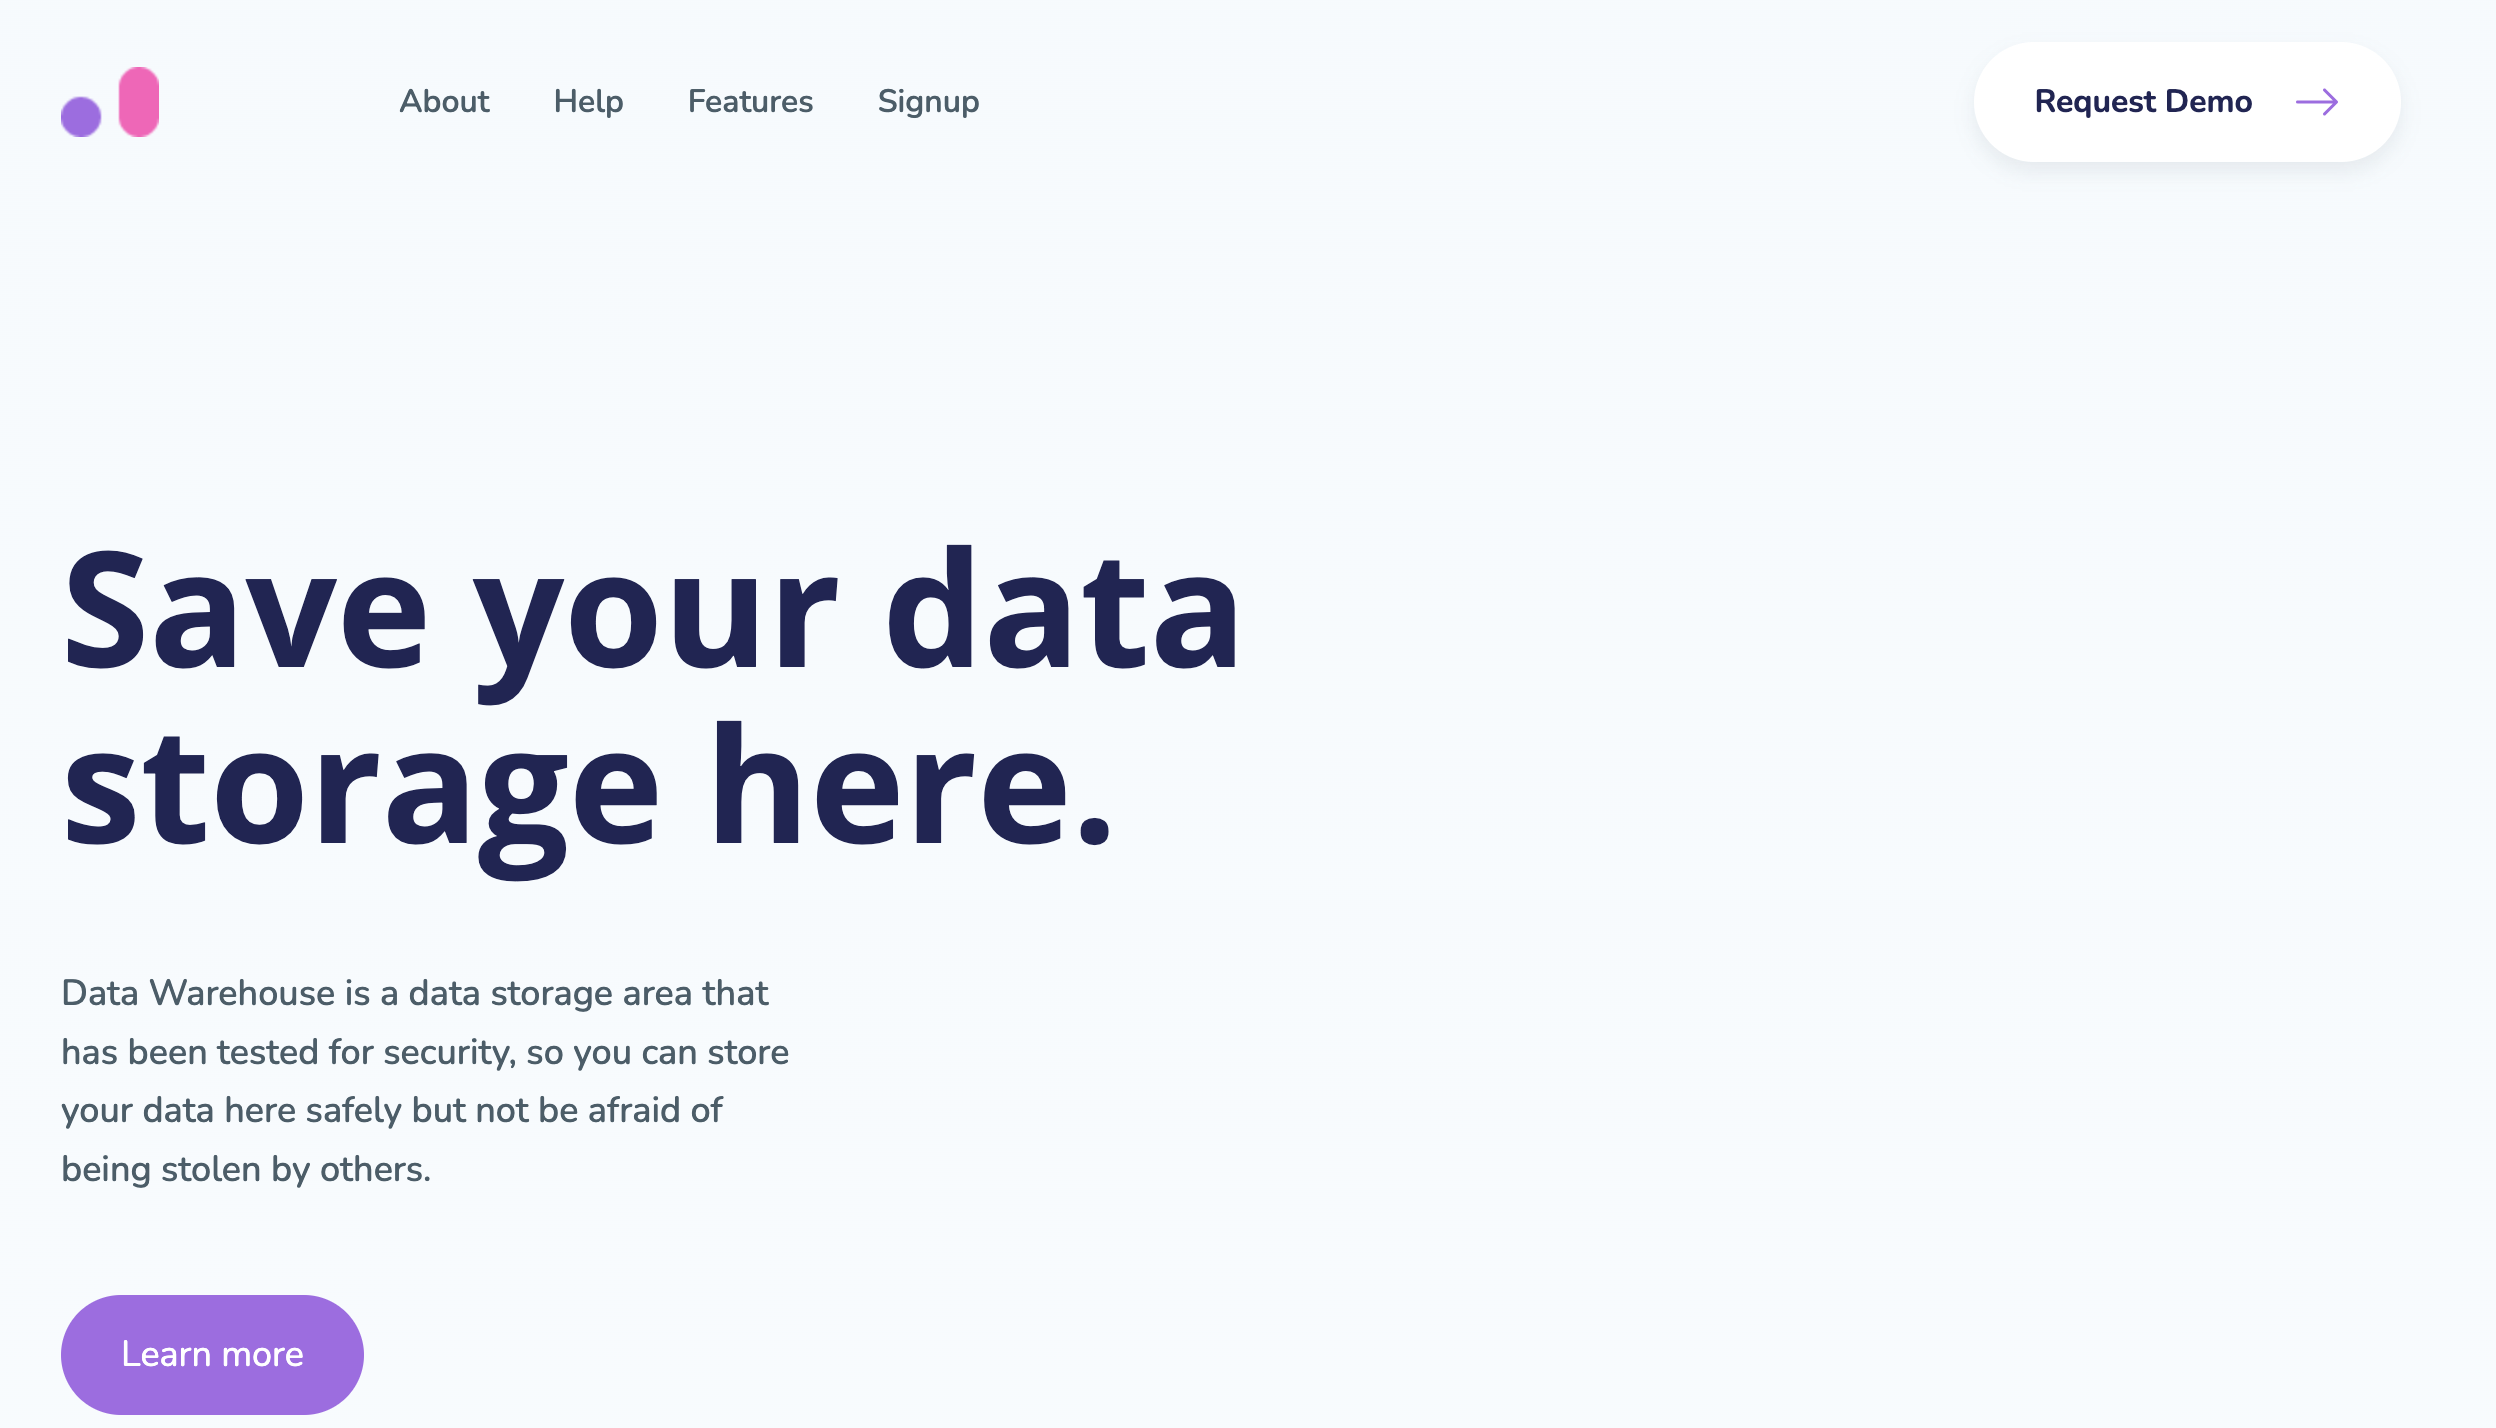 About Help Features Signup Request Demo
Save your data
storage here.
Data Warehouse is a data storage area that
has been tested for security, so you can store
your data here safely but not be afraid of
being stolen by others.
Learn more